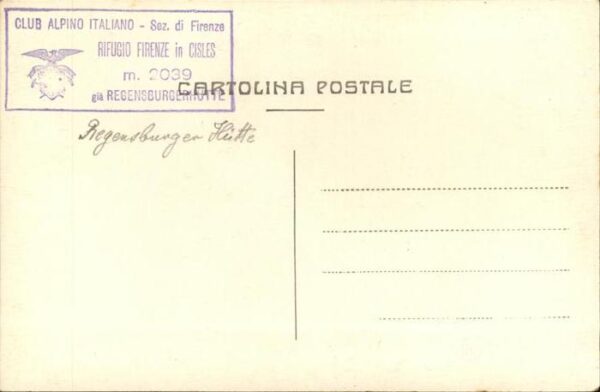 CLUB ALPINO ITALIANO - Sez. di Firenze
RIFUGIO FIRENZE in CISLES
m. 2039
già REGENSBURGERHÜTTE
CARTOLINA POSTALE
Regensburger Hütte